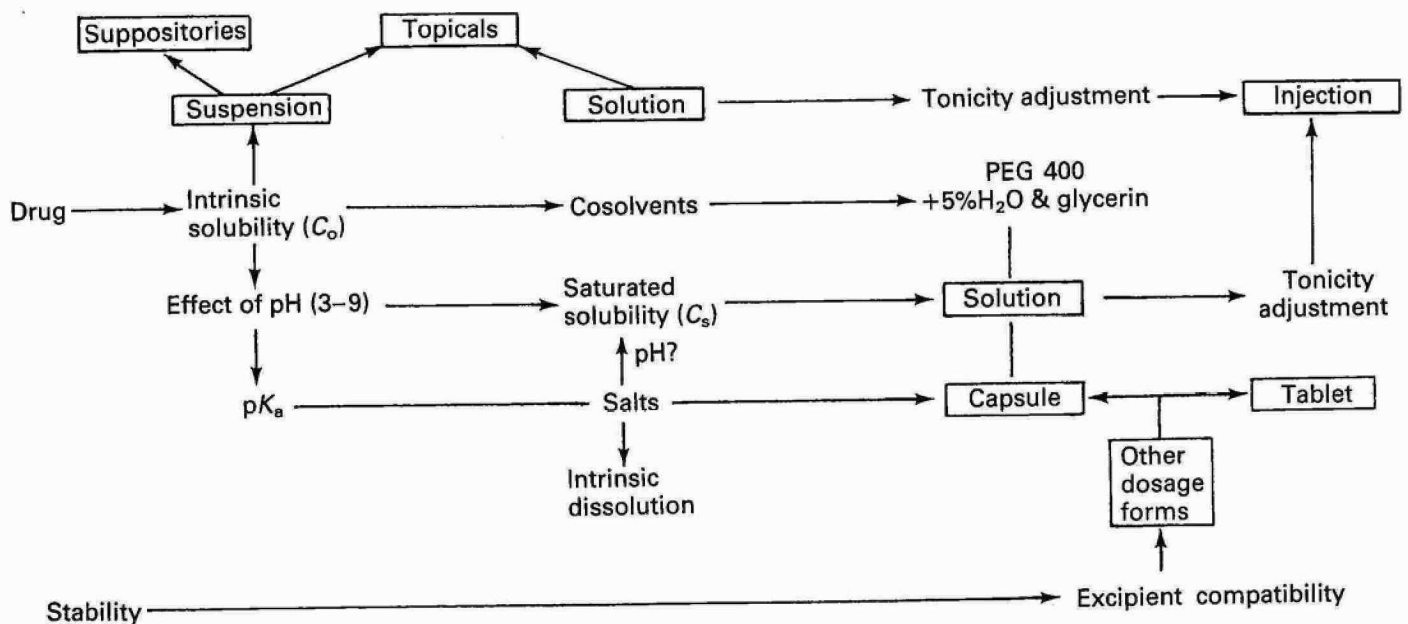 Suppositories
Topicals
Suspension
Solution
Tonicity adjustment
Injection
Drug
Intrinsic
solubility (Cₒ)
Cosolvents
PEG 400
+5%H₂O & glycerin
Effect of pH (3–9)
Saturated
solubility (Cₛ)
Solution
Tonicity
adjustment
pH?
pKₐ
Salts
Capsule
Tablet
Intrinsic
dissolution
Other
dosage
forms
Stability
Excipient compatibility